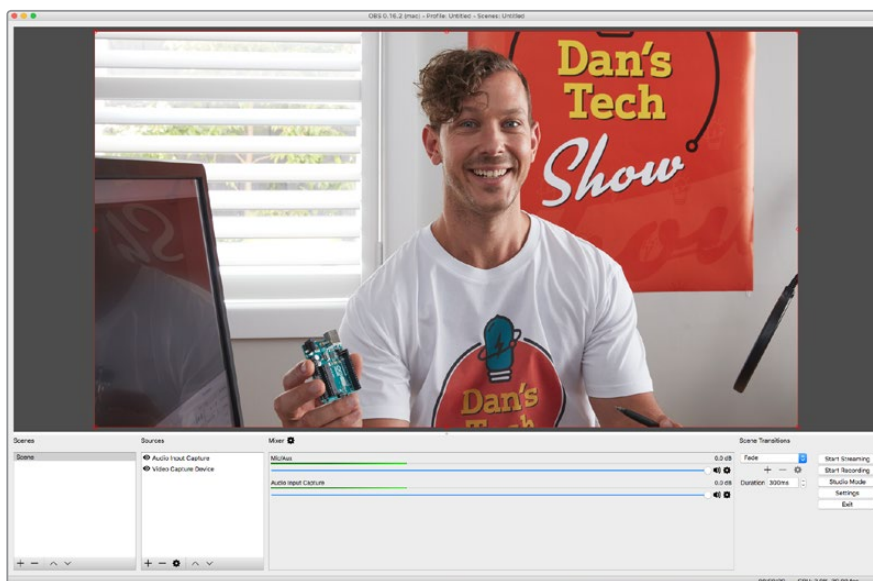 OBS 0.16.2 (mac) - Profile: Untitled - Scenes: Untitled
Dan's
Tech
Show
Dan's
Tech
Scenes
Sources
Mixer
Scene Transitions
Scene
Audio Input Capture
Video Capture Device
Mic/Aux
0.0 dB
Audio Input Capture
0.0 dB
Fade
Duration
300ms
Start Streaming
Start Recording
Studio Mode
Settings
Exit